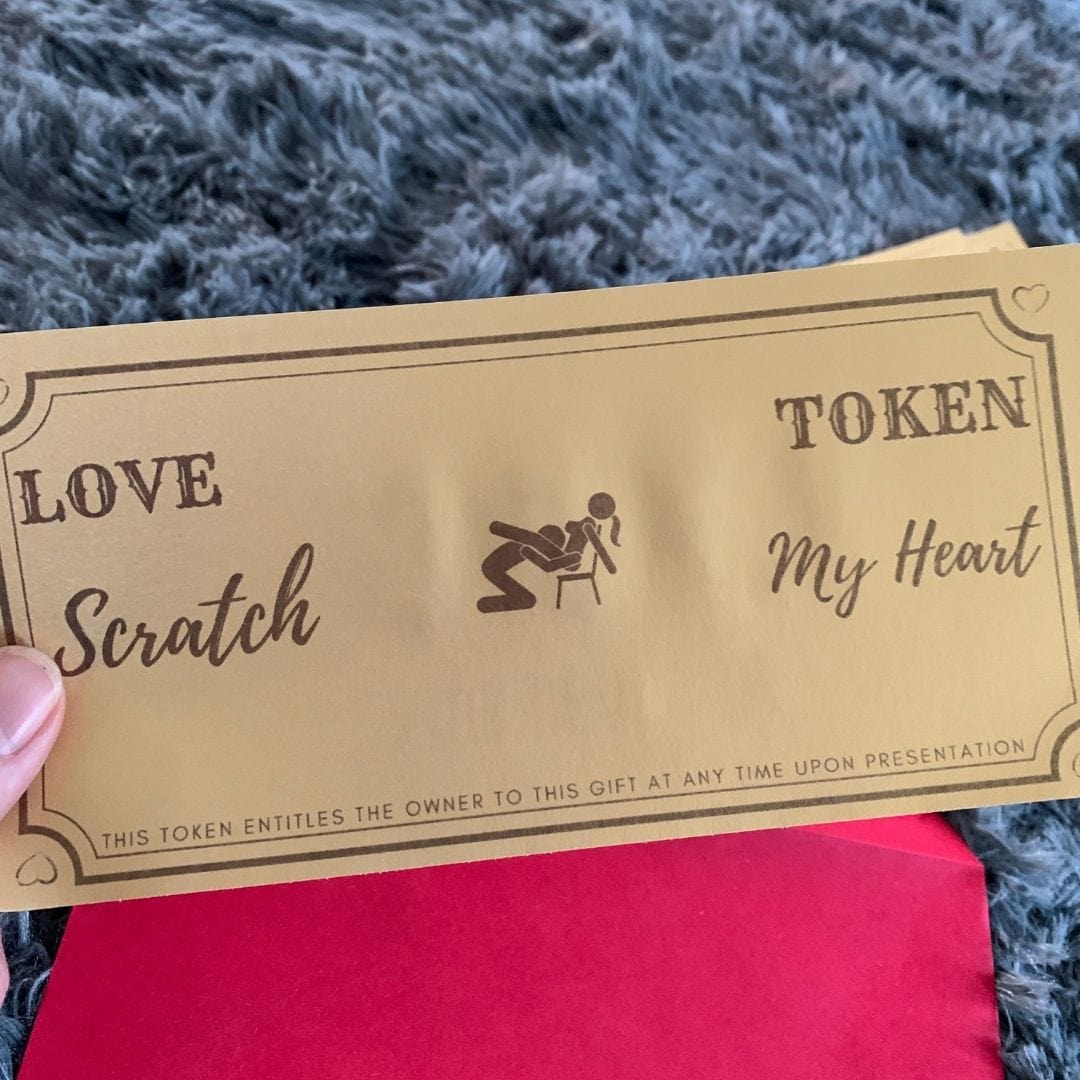 LOVE TOKEN
Scratch My Heart
THIS TOKEN ENTITLES THE OWNER TO THIS GIFT AT ANY TIME UPON PRESENTATION